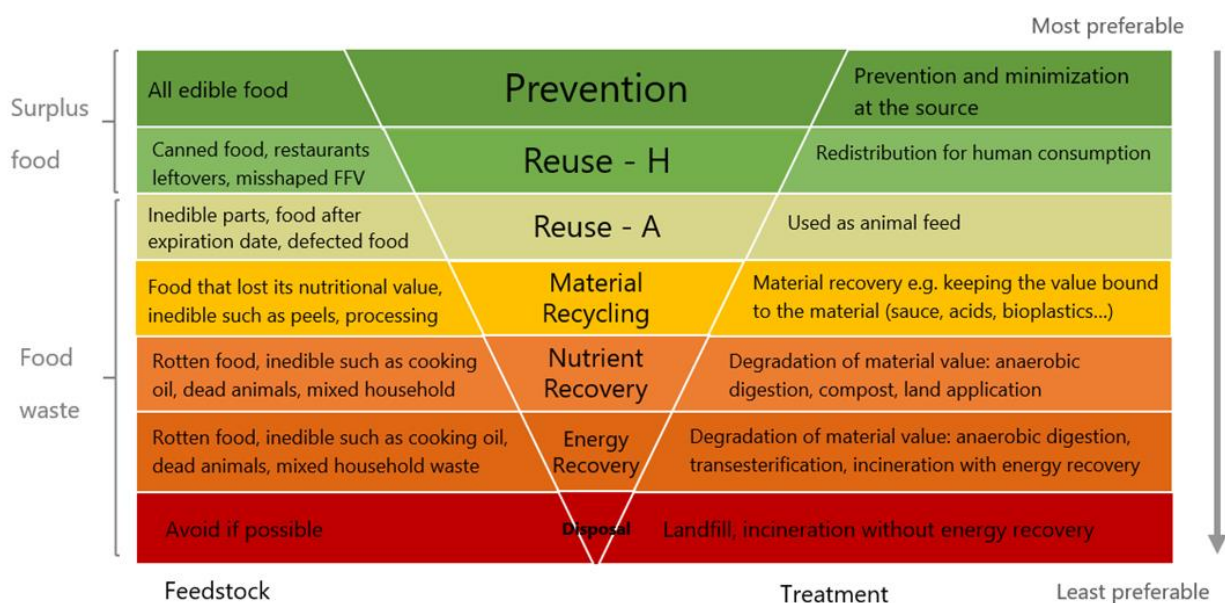 Most preferable
Surplus
food
All edible food
Prevention
Prevention and minimization
at the source
Canned food, restaurants
leftovers, misshaped FFV
Reuse - H
Redistribution for human consumption
Food
waste
Inedible parts, food after
expiration date, defected food
Reuse - A
Used as animal feed
Food that lost its nutritional value,
inedible such as peels, processing
Material
Recycling
Material recovery e.g. keeping the value bound
to the material (sauce, acids, bioplastics...)
Rotten food, inedible such as cooking
oil, dead animals, mixed household
Nutrient
Recovery
Degradation of material value: anaerobic
digestion, compost, land application
Rotten food, inedible such as cooking oil,
dead animals, mixed household waste
Energy
Recovery
Degradation of material value: anaerobic digestion,
transesterification, incineration with energy recovery
Avoid if possible
Disposal
Landfill, incineration without energy recovery
Feedstock
Treatment
Least preferable